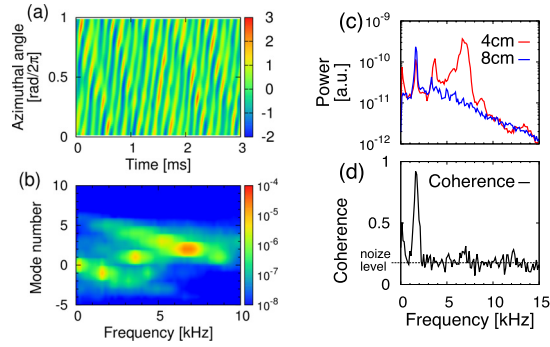 (a)
Azimuthal angle
[rad/2π]
1
0.5
0
0 1 2 3
Time [ms]
3
2
1
0
-1
-2
(b)
Mode number
10
5
0
-5
0 5 10
Frequency [kHz]
10⁻⁴
10⁻⁵
10⁻⁶
10⁻⁷
10⁻⁸
(c)
Power
[a.u.]
10⁻⁹
10⁻¹⁰
10⁻¹¹
10⁻¹²
4cm
8cm
(d)
Coherence
1
0.5
0
noize
level
Coherence
0 5 10 15
Frequency [kHz]